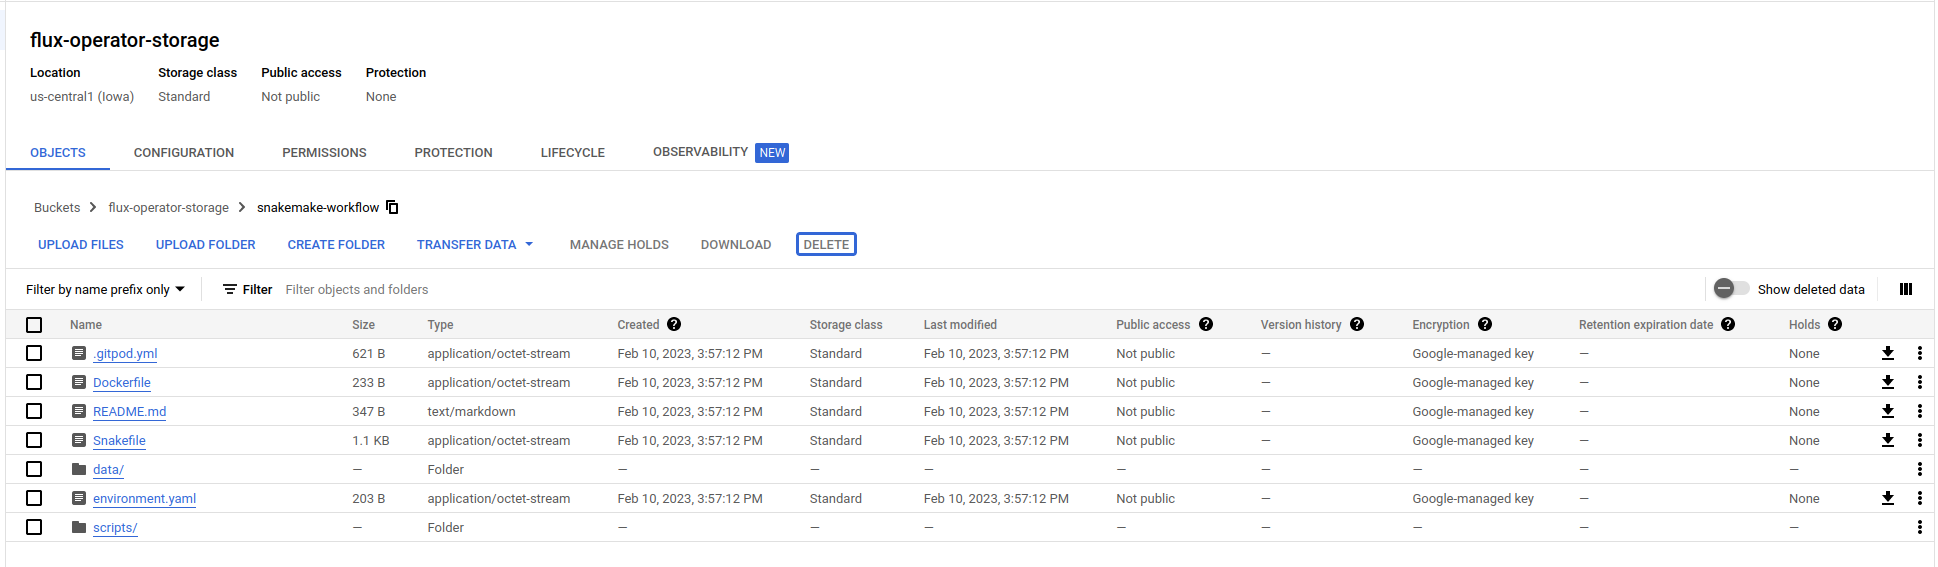 flux-operator-storage
Location Storage class Public access Protection
us-central1 (Iowa) Standard Not public None
OBJECTS CONFIGURATION PERMISSIONS PROTECTION LIFECYCLE OBSERVABILITY NEW
Buckets > flux-operator-storage > snakemake-workflow
UPLOAD FILES UPLOAD FOLDER CREATE FOLDER TRANSFER DATA MANAGE HOLDS DOWNLOAD DELETE
Filter by name prefix only Filter Filter objects and folders Show deleted data
Name Size Type Created ? Storage class Last modified Public access ? Version history ? Encryption ? Retention expiration date ? Holds ?
.gitpod.yml 621 B application/octet-stream Feb 10, 2023, 3:57:12 PM Standard Feb 10, 2023, 3:57:12 PM Not public — Google-managed key — None
Dockerfile 233 B application/octet-stream Feb 10, 2023, 3:57:12 PM Standard Feb 10, 2023, 3:57:12 PM Not public — Google-managed key — None
README.md 347 B text/markdown Feb 10, 2023, 3:57:12 PM Standard Feb 10, 2023, 3:57:12 PM Not public — Google-managed key — None
Snakefile 1.1 KB application/octet-stream Feb 10, 2023, 3:57:12 PM Standard Feb 10, 2023, 3:57:12 PM Not public — Google-managed key — None
data/ — Folder — — — — — — — —
environment.yaml 203 B application/octet-stream Feb 10, 2023, 3:57:12 PM Standard Feb 10, 2023, 3:57:12 PM Not public — Google-managed key — None
scripts/ — Folder — — — — — — — —